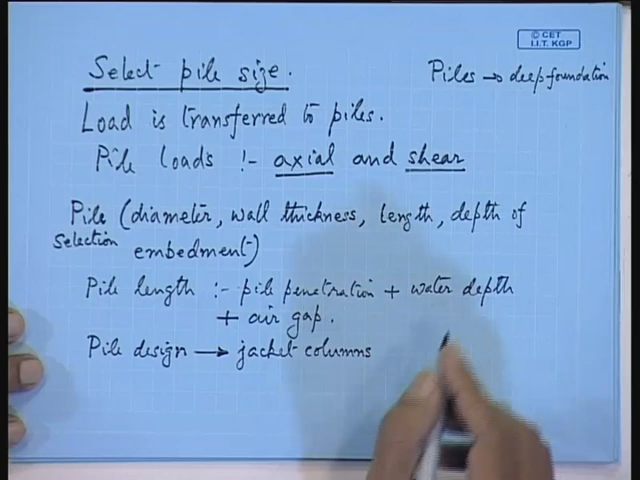 © CET
I.I.T. KGP
Select pile size.
Piles → deep foundation
Load is transferred to piles.
Pile loads :- axial and shear
Pile (diameter, wall thickness, length, depth of
Selection embedment)
Pile length :- pile penetration + water depth
+ air gap.
Pile design → jacket columns